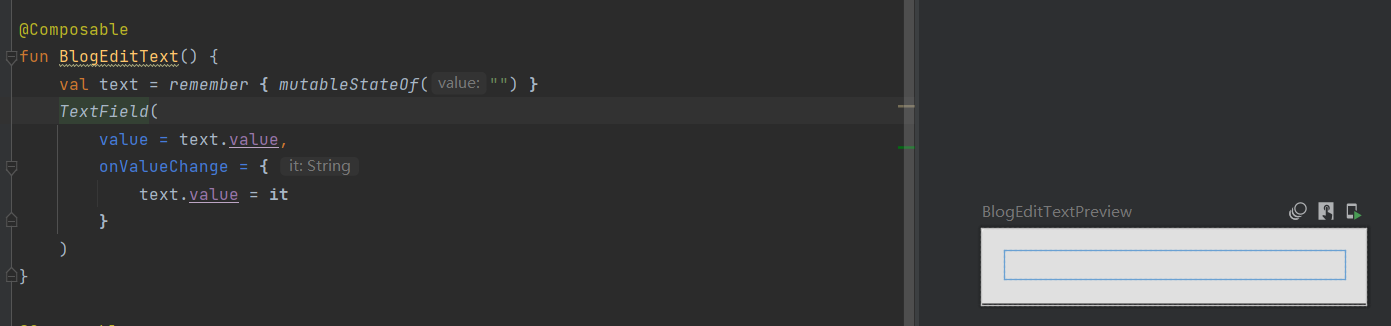 @Composable
fun BlogEditText() {
val text = remember { mutableStateOf( value: "") }
TextField(
value = text.value,
onValueChange = { it: String
text.value = it
}
)
}
BlogEditTextPreview